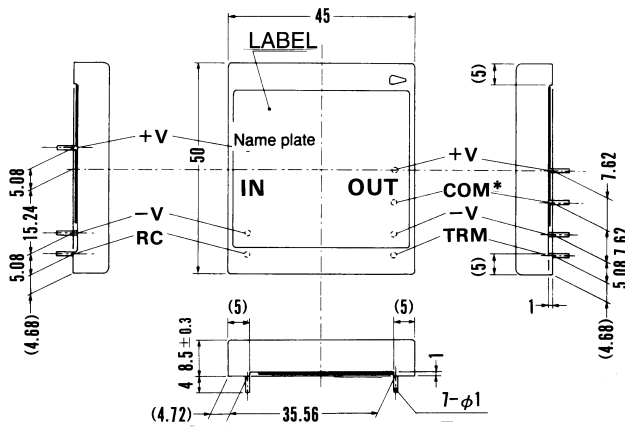 45
LABEL
(5)
(5)
+V
Name plate
+V
50
5.08
IN
OUT
7.62
COM*
15.24
-V
-V
7.62
RC
TRM
5.08
5.08
(5)
(4.68)
1
(4.68)
(5)
(5)
8.5 ± 0.3
1
4
7-φ1
(4.72)
35.56